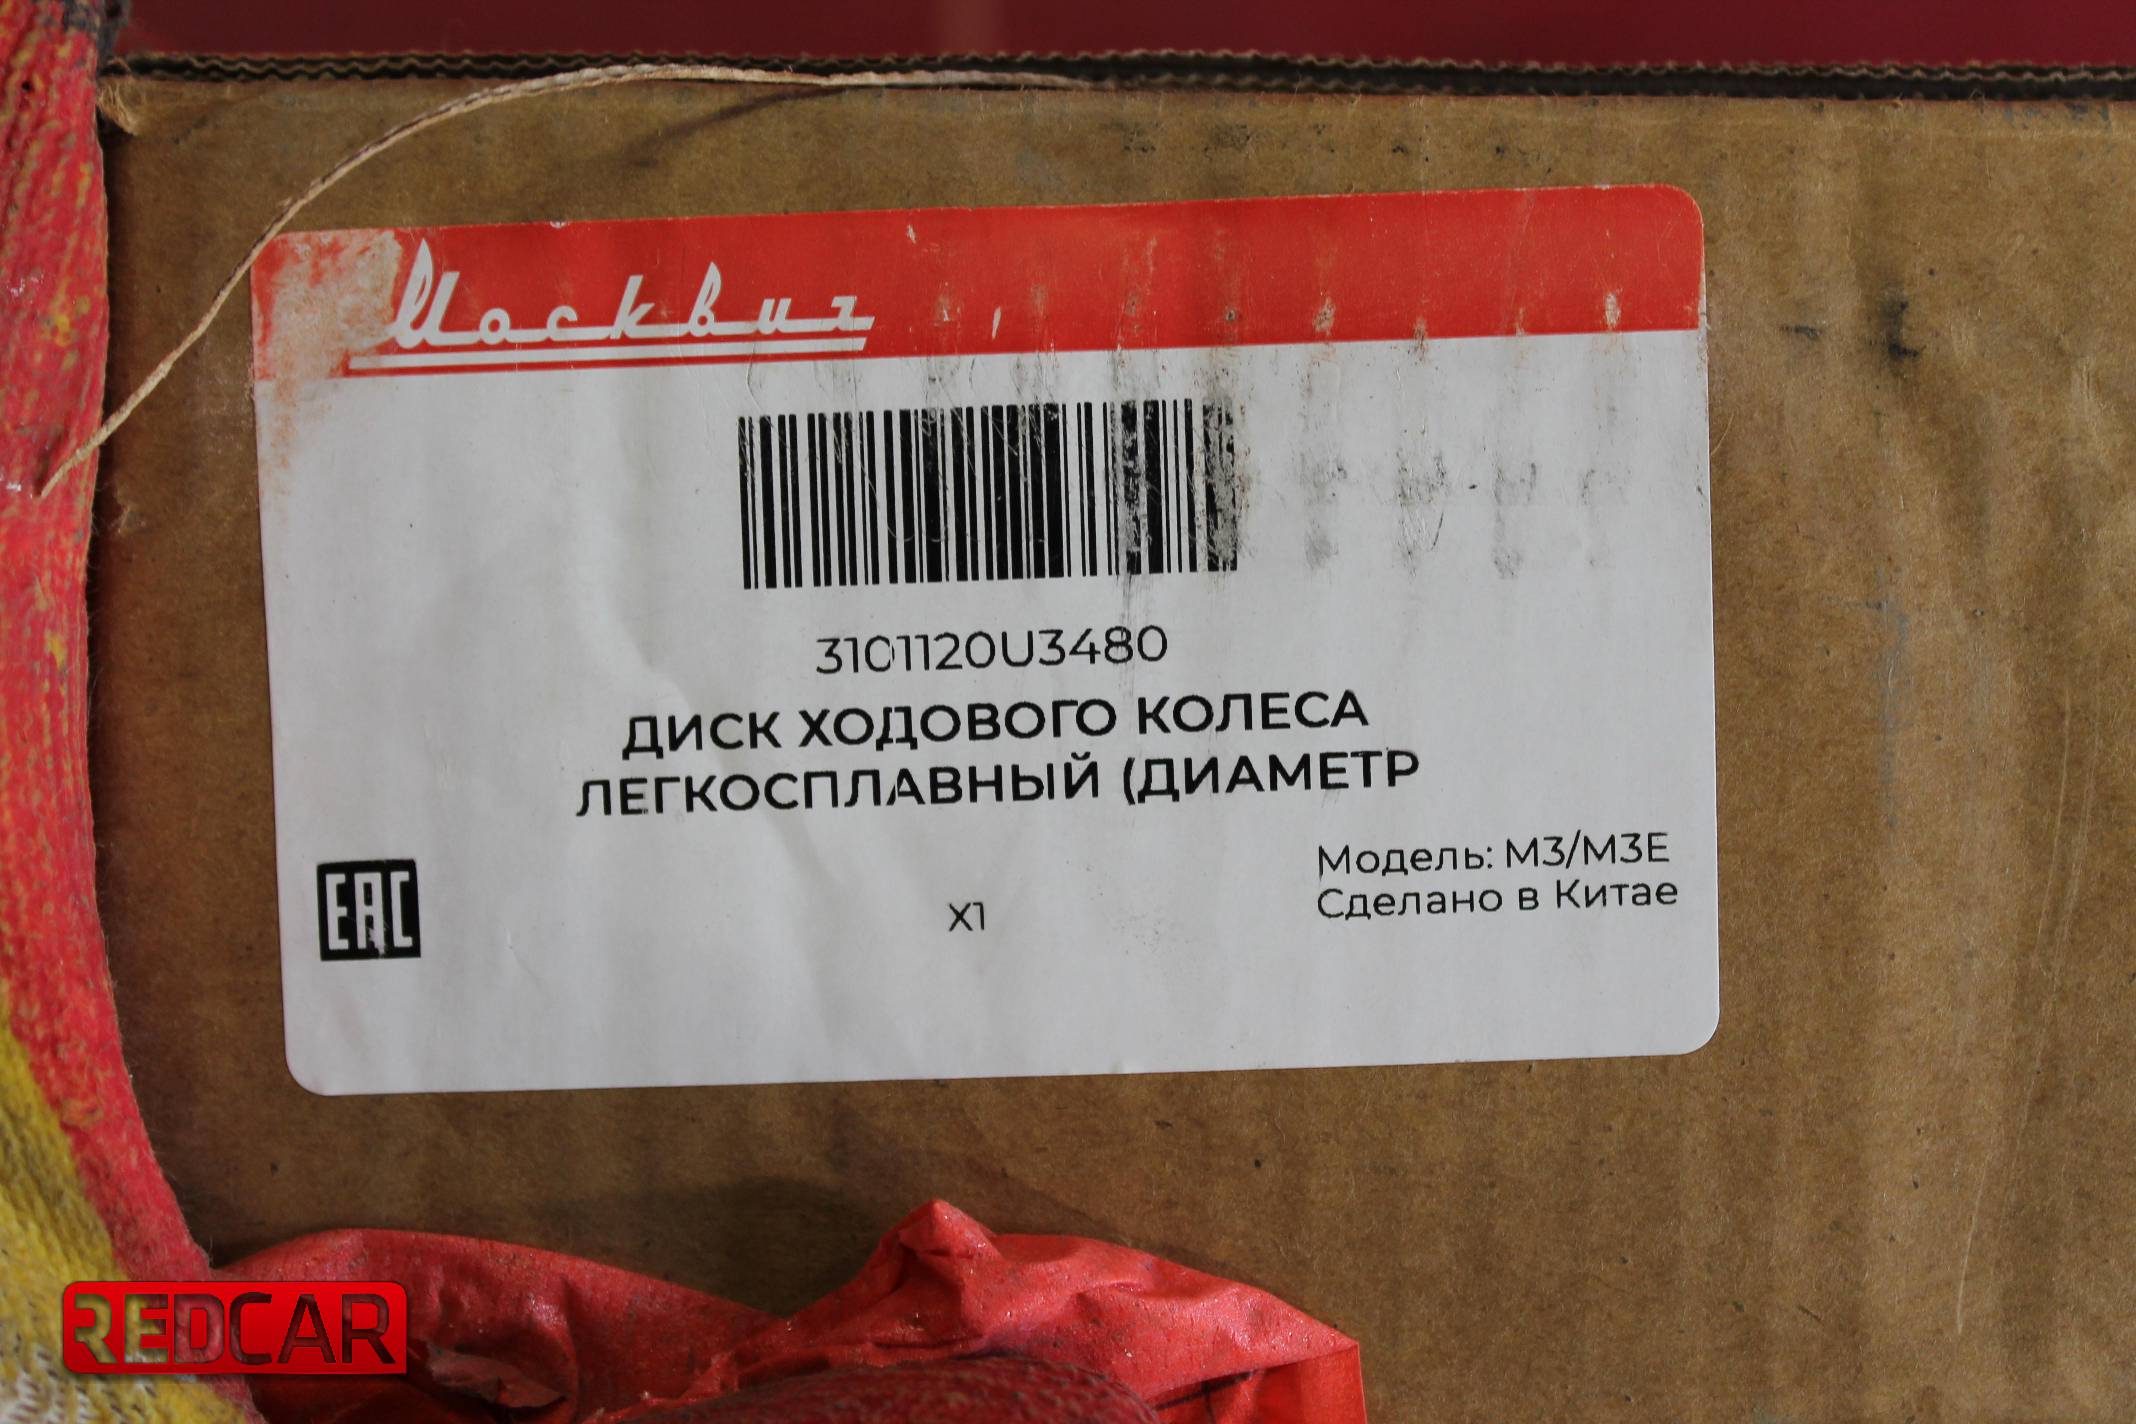 Москвич
3101120U3480
ДИСК ХОДОВОГО КОЛЕСА
ЛЕГКОСПЛАВНЫЙ (ДИАМЕТР
Модель: М3/М3Е
Сделано в Китае
X1
EAC
REDCAR